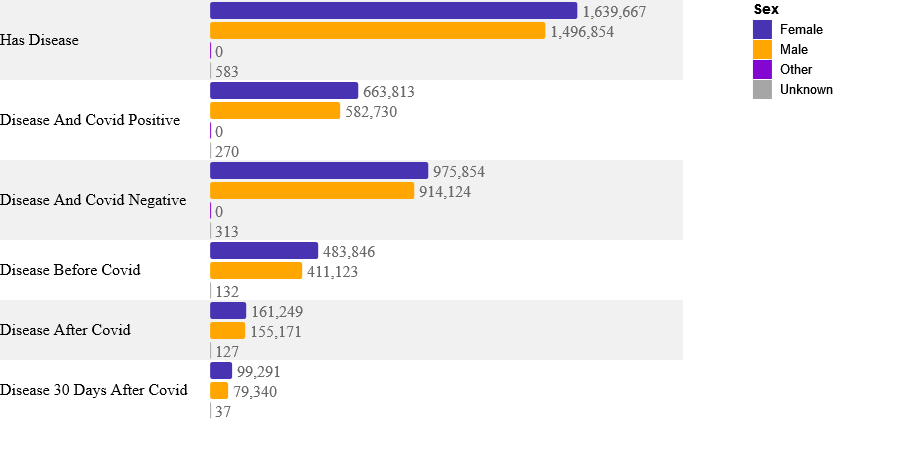 Has Disease
1,639,667
1,496,854
0
583
Disease And Covid Positive
663,813
582,730
0
270
Disease And Covid Negative
975,854
914,124
0
313
Disease Before Covid
483,846
411,123
132
Disease After Covid
161,249
155,171
127
Disease 30 Days After Covid
99,291
79,340
37
Sex
Female
Male
Other
Unknown